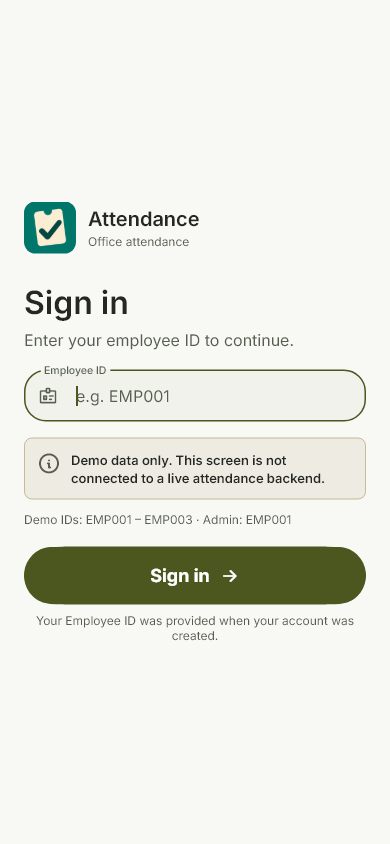 Attendance
Office attendance
Sign in
Enter your employee ID to continue.
Employee ID
e.g. EMP001
Demo data only. This screen is not
connected to a live attendance backend.
Demo IDs: EMP001 – EMP003 · Admin: EMP001
Sign in →
Your Employee ID was provided when your account was
created.